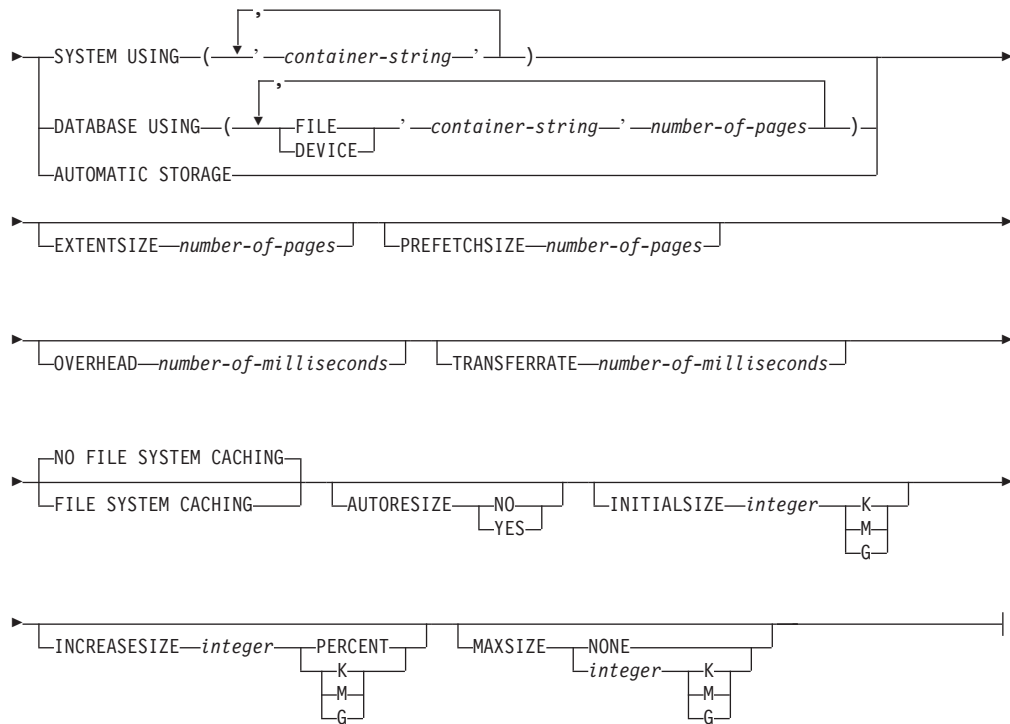 ,
SYSTEM USING ( ' container-string ' )
,
DATABASE USING ( FILE ' container-string ' number-of-pages )
DEVICE
AUTOMATIC STORAGE
EXTENTSIZE number-of-pages PREFETCHSIZE number-of-pages
OVERHEAD number-of-milliseconds TRANSFERRATE number-of-milliseconds
NO FILE SYSTEM CACHING
FILE SYSTEM CACHING AUTORESIZE NO INITIALSIZE integer K
YES M
G
INCREASESIZE integer PERCENT MAXSIZE NONE
K integer K
M M
G G